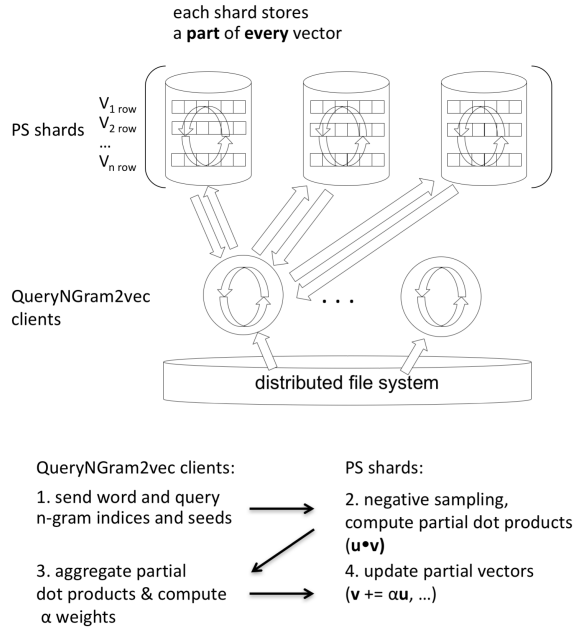 each shard stores
a part of every vector
V1 row
PS shards
V2 row
...
Vn row
QueryNGram2vec
clients
. . .
distributed file system
QueryNGram2vec clients:
PS shards:
1. send word and query
n-gram indices and seeds
2. negative sampling,
compute partial dot products
(u•v)
3. aggregate partial
dot products & compute
α weights
4. update partial vectors
(v += αu, …)